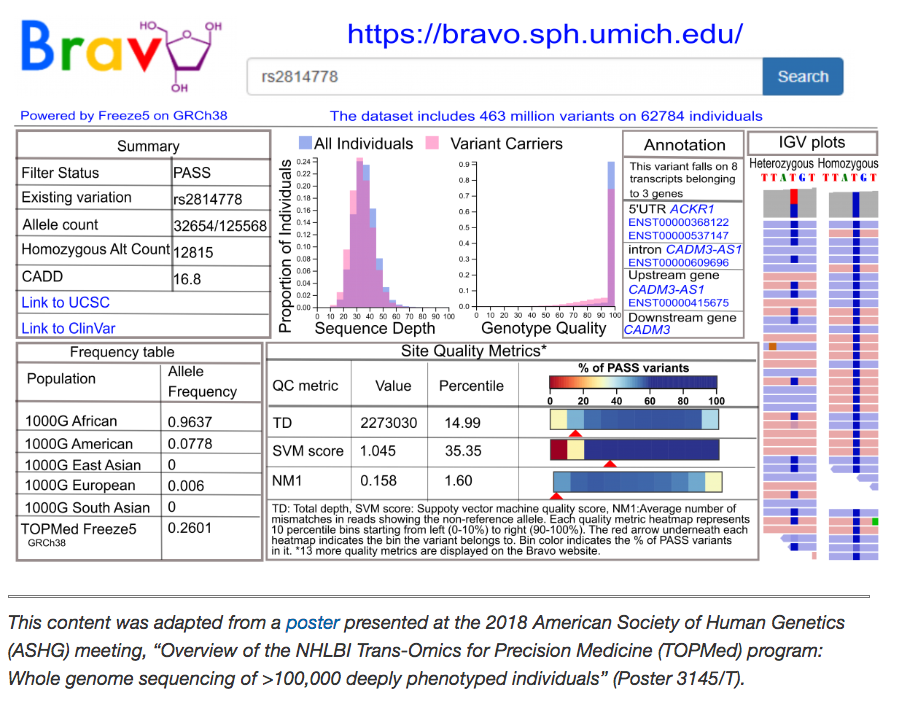 Bravo
HO OH
O
OH
https://bravo.sph.umich.edu/
rs2814778 Search
Powered by Freeze5 on GRCh38
The dataset includes 463 million variants on 62784 individuals
Summary
Filter Status PASS
Existing variation rs2814778
Allele count 32654/125568
Homozygous Alt Count 12815
CADD 16.8
Link to UCSC
Link to ClinVar
All Individuals Variant Carriers
Proportion of Individuals
0.24
0.22
0.20
0.18
0.16
0.14
0.12
0.10
0.08
0.06
0.04
0.02
0.00
0 10 20 30 40 50 60 70 80 90 100
Sequence Depth
0.9
0.8
0.7
0.6
0.5
0.4
0.3
0.2
0.1
0.0
0 10 20 30 40 50 60 70 80 90 100
Genotype Quality
Annotation
This variant falls on 8
transcripts belonging
to 3 genes
5'UTR ACKR1
ENST00000368122
ENST00000537147
intron CADM3-AS1
ENST00000609696
Upstream gene
CADM3-AS1
ENST00000415675
Downstream gene
CADM3
IGV plots
Heterozygous Homozygous
T T A T G T T T A T G T
Frequency table
Population Allele
Frequency
1000G African 0.9637
1000G American 0.0778
1000G East Asian 0
1000G European 0.006
1000G South Asian 0
TOPMed Freeze5 0.2601
GRCh38
Site Quality Metrics*
QC metric Value Percentile
% of PASS variants
0 20 40 60 80 100
TD 2273030 14.99
SVM score 1.045 35.35
NM1 0.158 1.60
TD: Total depth, SVM score: Suppoty vector machine quality score, NM1:Average number of
mismatches in reads showing the non-reference allele. Each quality metric heatmap represents
10 percentile bins starting from left (0-10%) to right (90-100%). The red arrow underneath each
heatmap indicates the bin the variant belongs to. Bin color indicates the % of PASS variants
in it. *13 more quality metrics are displayed on the Bravo website.
This content was adapted from a poster presented at the 2018 American Society of Human Genetics
(ASHG) meeting, “Overview of the NHLBI Trans-Omics for Precision Medicine (TOPMed) program:
Whole genome sequencing of >100,000 deeply phenotyped individuals” (Poster 3145/T).